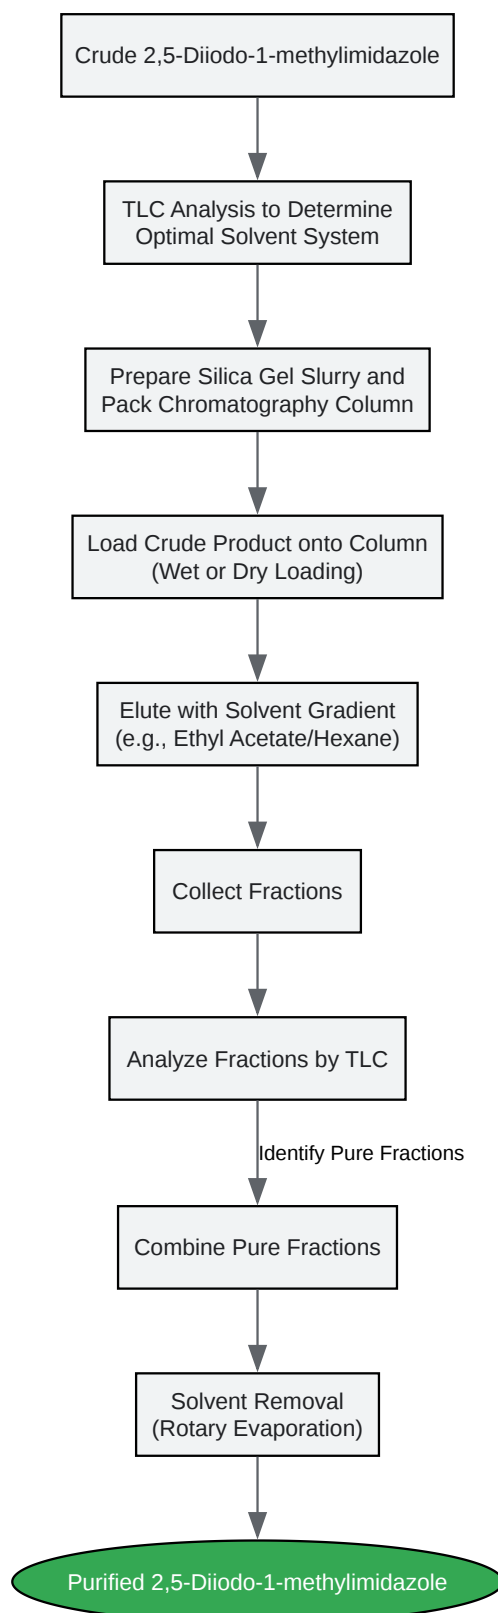 Crude 2,5-Diiodo-1-methylimidazole
TLC Analysis to Determine
Optimal Solvent System
Prepare Silica Gel Slurry and
Pack Chromatography Column
Load Crude Product onto Column
(Wet or Dry Loading)
Elute with Solvent Gradient
(e.g., Ethyl Acetate/Hexane)
Collect Fractions
Analyze Fractions by TLC
Identify Pure Fractions
Combine Pure Fractions
Solvent Removal
(Rotary Evaporation)
Purified 2,5-Diiodo-1-methylimidazole